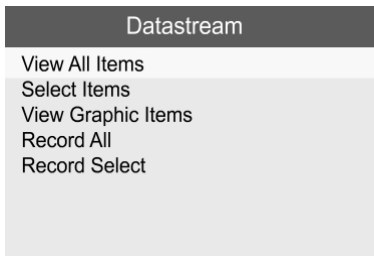 Datastream
View All Items
Select Items
View Graphic Items
Record All
Record Select